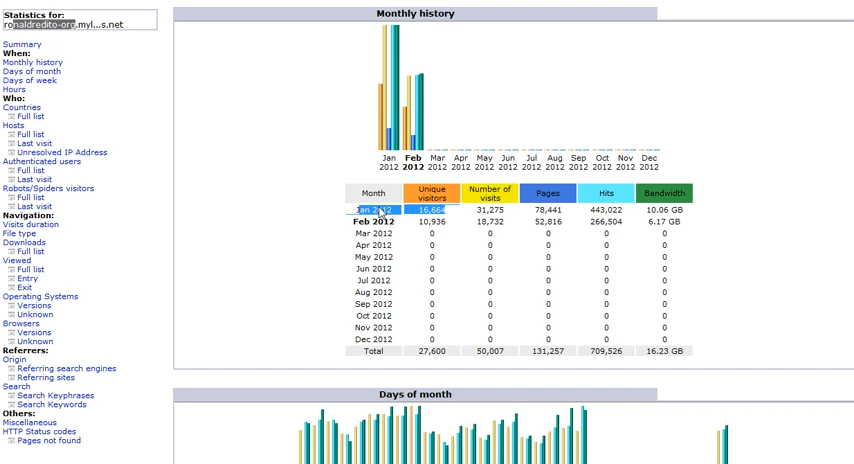 Statistics for:
ronaldredito-org.myl...s.net
Summary
When:
Monthly history
Days of month
Days of week
Hours
Who:
Countries
Full list
Hosts
Full list
Last visit
Unresolved IP Address
Authenticated users
Full list
Last visit
Robots/Spiders visitors
Full list
Last visit
Navigation:
Visits duration
File type
Downloads
Full list
Viewed
Full list
Entry
Exit
Operating Systems
Versions
Unknown
Browsers
Versions
Unknown
Referrers:
Origin
Referring search engines
Referring sites
Search
Search Keyphrases
Search Keywords
Others:
Miscellaneous
HTTP Status codes
Pages not found
Monthly history
Jan Feb Mar Apr May Jun Jul Aug Sep Oct Nov Dec
2012 2012 2012 2012 2012 2012 2012 2012 2012 2012 2012 2012
Month Unique visitors Number of visits Pages Hits Bandwidth
Jan 2012 16,664 31,275 78,441 443,022 10.06 GB
Feb 2012 10,936 18,732 52,816 266,504 6.17 GB
Mar 2012 0 0 0 0 0
Apr 2012 0 0 0 0 0
May 2012 0 0 0 0 0
Jun 2012 0 0 0 0 0
Jul 2012 0 0 0 0 0
Aug 2012 0 0 0 0 0
Sep 2012 0 0 0 0 0
Oct 2012 0 0 0 0 0
Nov 2012 0 0 0 0 0
Dec 2012 0 0 0 0 0
Total 27,600 50,007 131,257 709,526 16.23 GB
Days of month